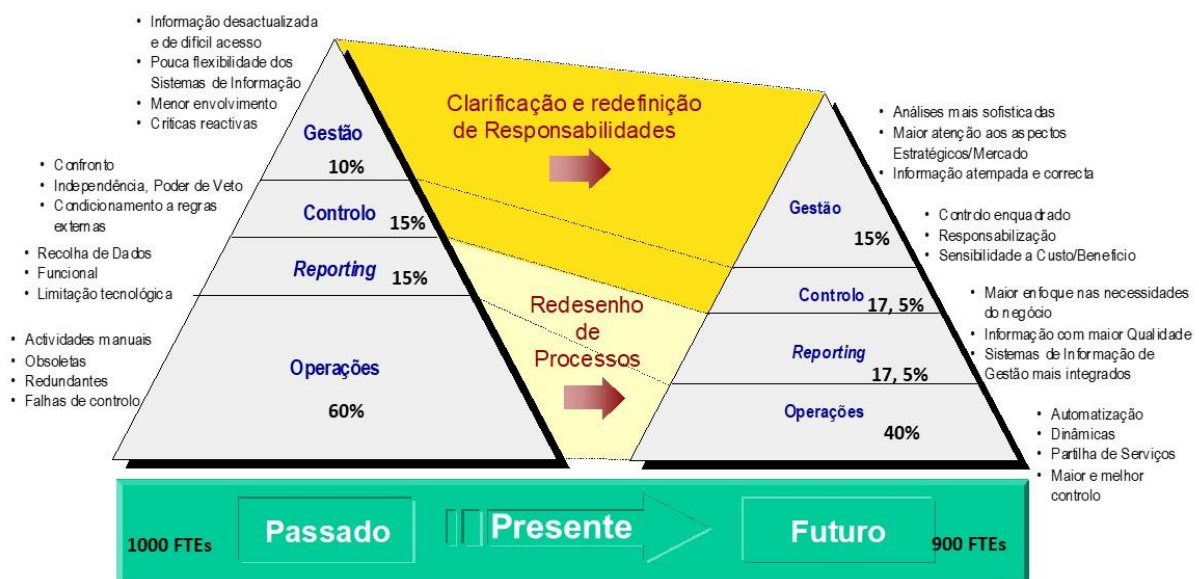 • Informação desactualizada
e de difícil acesso
• Pouca flexibilidade dos
Sistemas de Informação
• Menor envolvimento
• Críticas reactivas
• Confronto
• Independência, Poder de Veto
• Condicionamento a regras
externas
• Recolha de Dados
• Funcional
• Limitação tecnológica
• Actividades manuais
• Obsoletas
• Redundantes
• Falhas de controlo
Gestão
10%
Controlo
15%
Reporting
15%
Operações
60%
Clarificação e redefinição
de Responsabilidades
Redesenho
de
Processos
Gestão
15%
Controlo
17, 5%
Reporting
17, 5%
Operações
40%
• Análises mais sofisticadas
• Maior atenção aos aspectos
Estratégicos/Mercado
• Informação atempada e correcta
• Controlo enquadrado
• Responsabilização
• Sensibilidade a Custo/Benefício
• Maior enfoque nas necessidades
do negócio
• Informação com maior Qualidade
• Sistemas de Informação de
Gestão mais integrados
• Automatização
• Dinâmicas
• Partilha de Serviços
• Maior e melhor
controlo
1000 FTEs
Passado
Presente
Futuro
900 FTEs